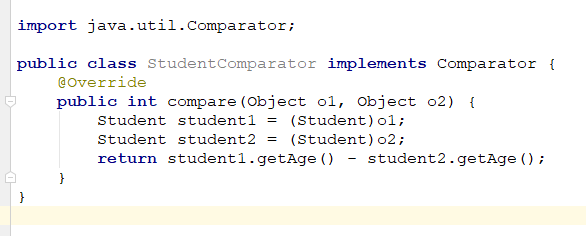 import java.util.Comparator;
public class StudentComparator implements Comparator {
    @Override
    public int compare(Object o1, Object o2) {
        Student student1 = (Student)o1;
        Student student2 = (Student)o2;
        return student1.getAge() - student2.getAge();
    }
}